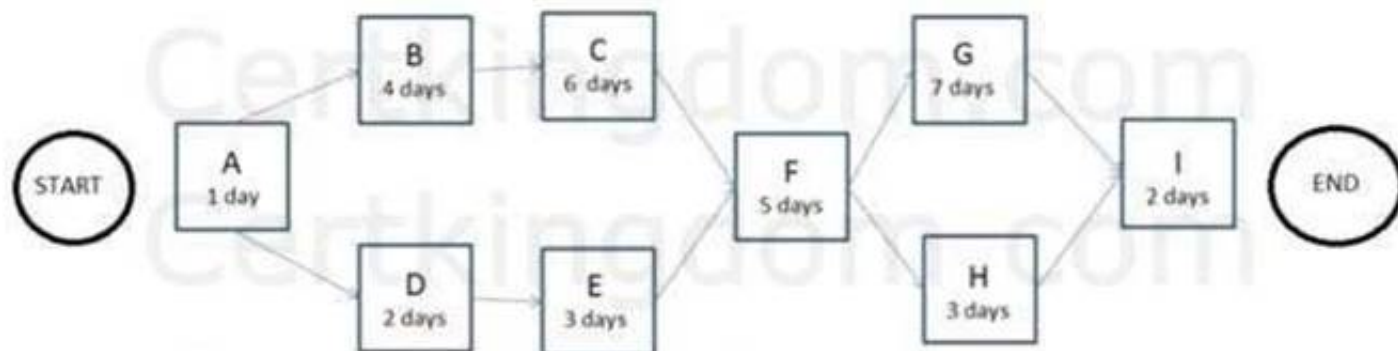 Certkingdom.com
Certkingdom.com
START
A
1 day
B
4 days
C
6 days
D
2 days
E
3 days
F
5 days
G
7 days
H
3 days
I
2 days
END